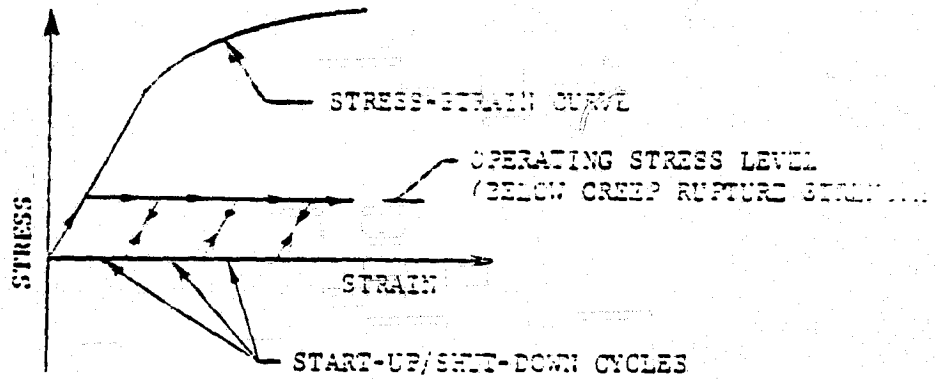 STRESS-STRAIN CURVE
OPERATING STRESS LEVEL
(BELOW CREEP RUPTURE
STRESS
STRAIN
START-UP/SHUT-DOWN CYCLES